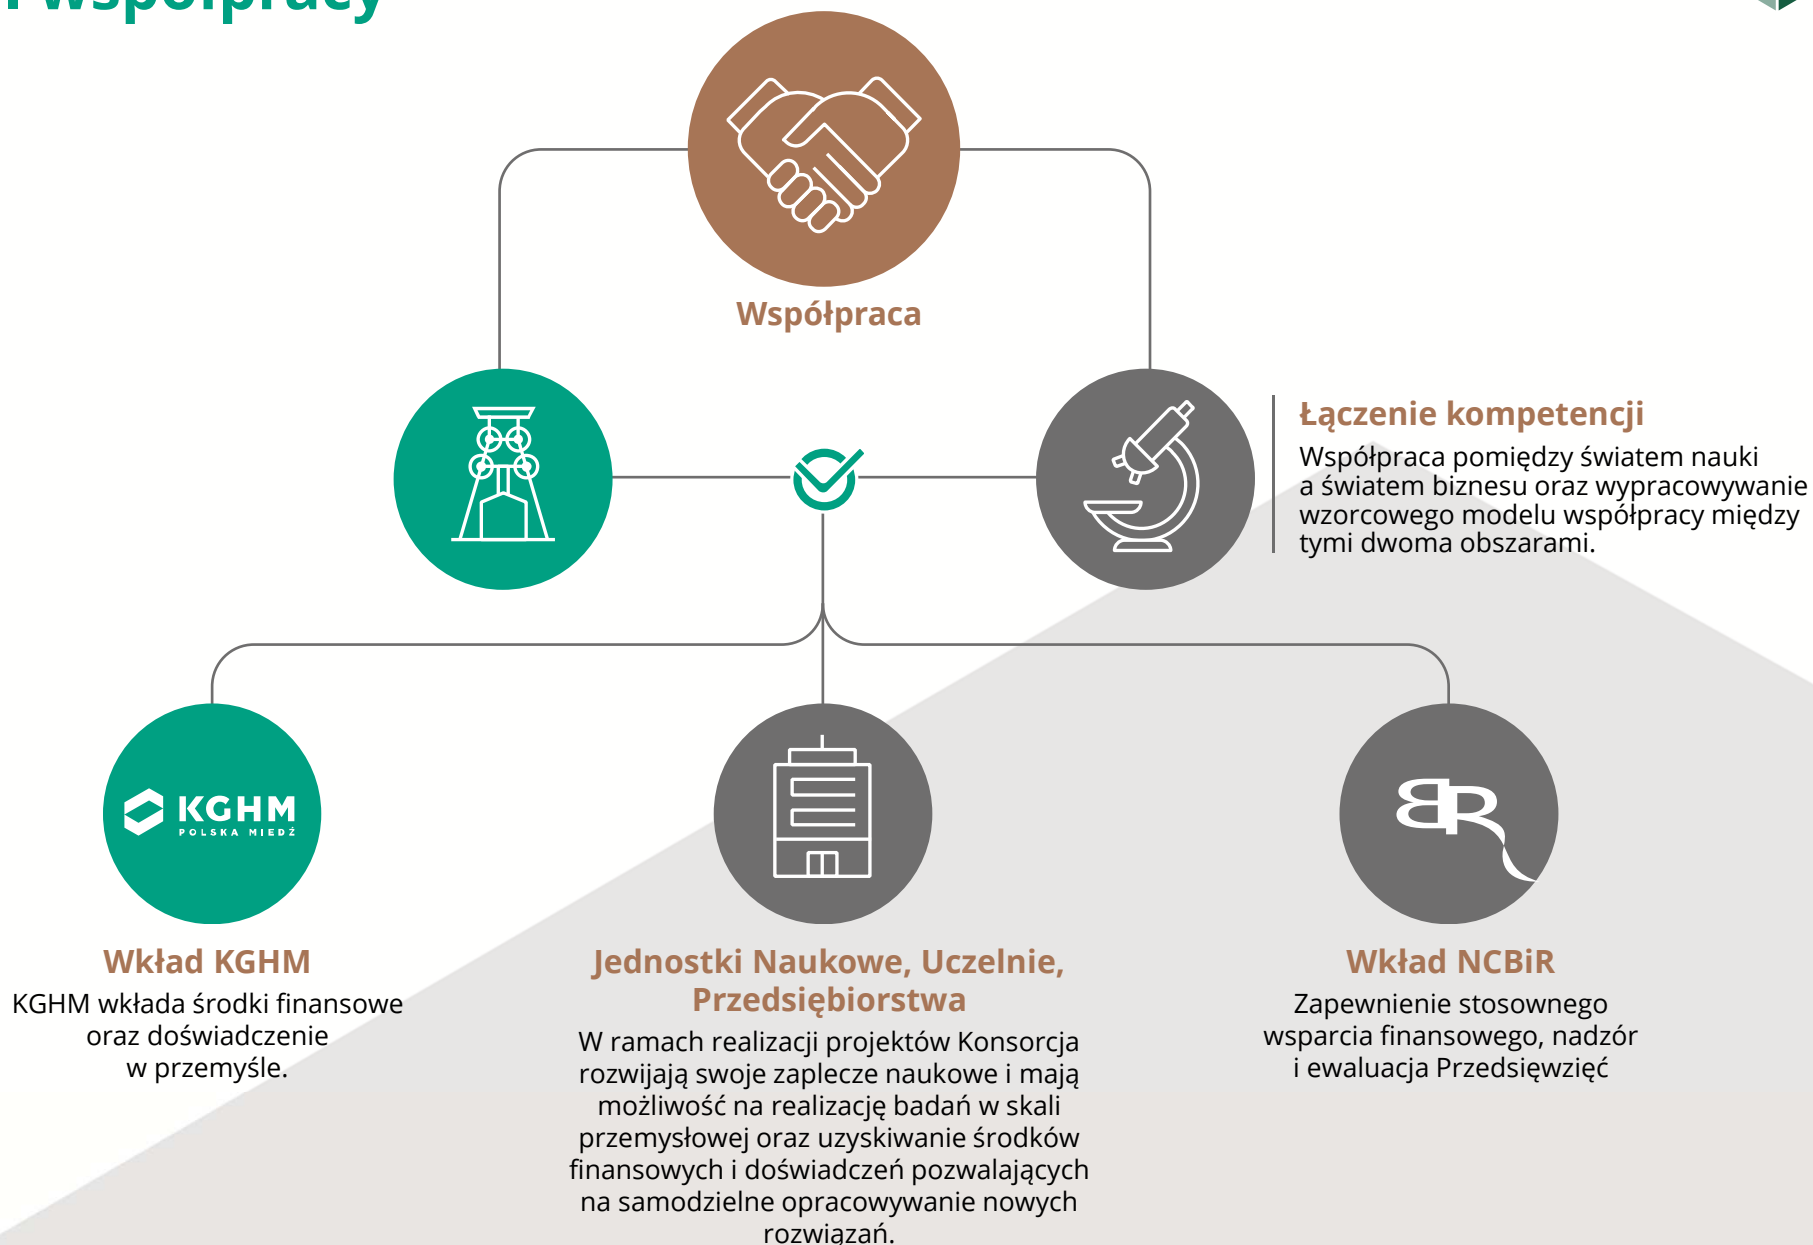 i współpracy
Współpraca
Łączenie kompetencji
Współpraca pomiędzy światem nauki
a światem biznesu oraz wypracowywanie
wzorcowego modelu współpracy między
tymi dwoma obszarami.
KGHM
POLSKA MIEDŹ
BR
Wkład KGHM
KGHM wkłada środki finansowe
oraz doświadczenie
w przemyśle.
Jednostki Naukowe, Uczelnie,
Przedsiębiorstwa
W ramach realizacji projektów Konsorcja
rozwijają swoje zaplecze naukowe i mają
możliwość na realizację badań w skali
przemysłowej oraz uzyskiwanie środków
finansowych i doświadczeń pozwalających
na samodzielne opracowywanie nowych
rozwiązań.
Wkład NCBiR
Zapewnienie stosownego
wsparcia finansowego, nadzór
i ewaluacja Przedsięwzięć